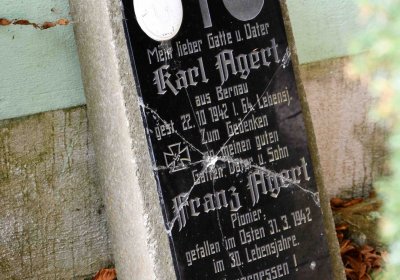 Mein lieber Gatte u. Vater
Karl Agert
aus Bernau
gest. 22. 10 1942 i. 64. Lebensj.
Zum Gedenken
meinen guten
Gatten Vater u. Sohn
Franz Agert
Pionier,
gefallen im Osten 31. 3. 1942
im 30. Lebensjahre.